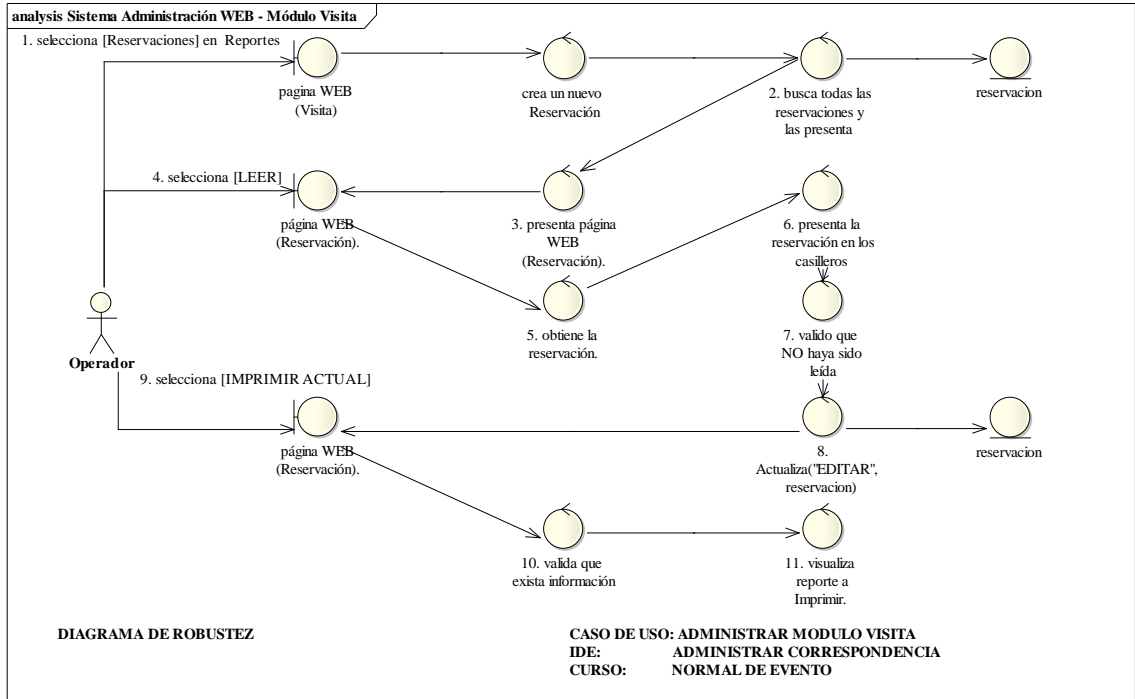 analysis Sistema Administración WEB - Módulo Visita
1. selecciona [Reservaciones] en Reportes
pagina WEB
(Visita)
crea un nuevo
Reservación
2. busca todas las
reservaciones y
las presenta
reservacion
4. selecciona [LEER]
página WEB
(Reservación).
3. presenta página
WEB
(Reservación).
6. presenta la
reservación en los
casilleros
5. obtiene la
reservación.
7. valido que
NO haya sido
leída
Operador
9. selecciona [IMPRIMIR ACTUAL]
página WEB
(Reservación).
8.
Actualiza("EDITAR",
reservacion)
reservacion
10. valida que
exista información
11. visualiza
reporte a
Imprimir.
DIAGRAMA DE ROBUSTEZ
CASO DE USO: ADMINISTRAR MODULO VISITA
IDE: ADMINISTRAR CORRESPONDENCIA
CURSO: NORMAL DE EVENTO